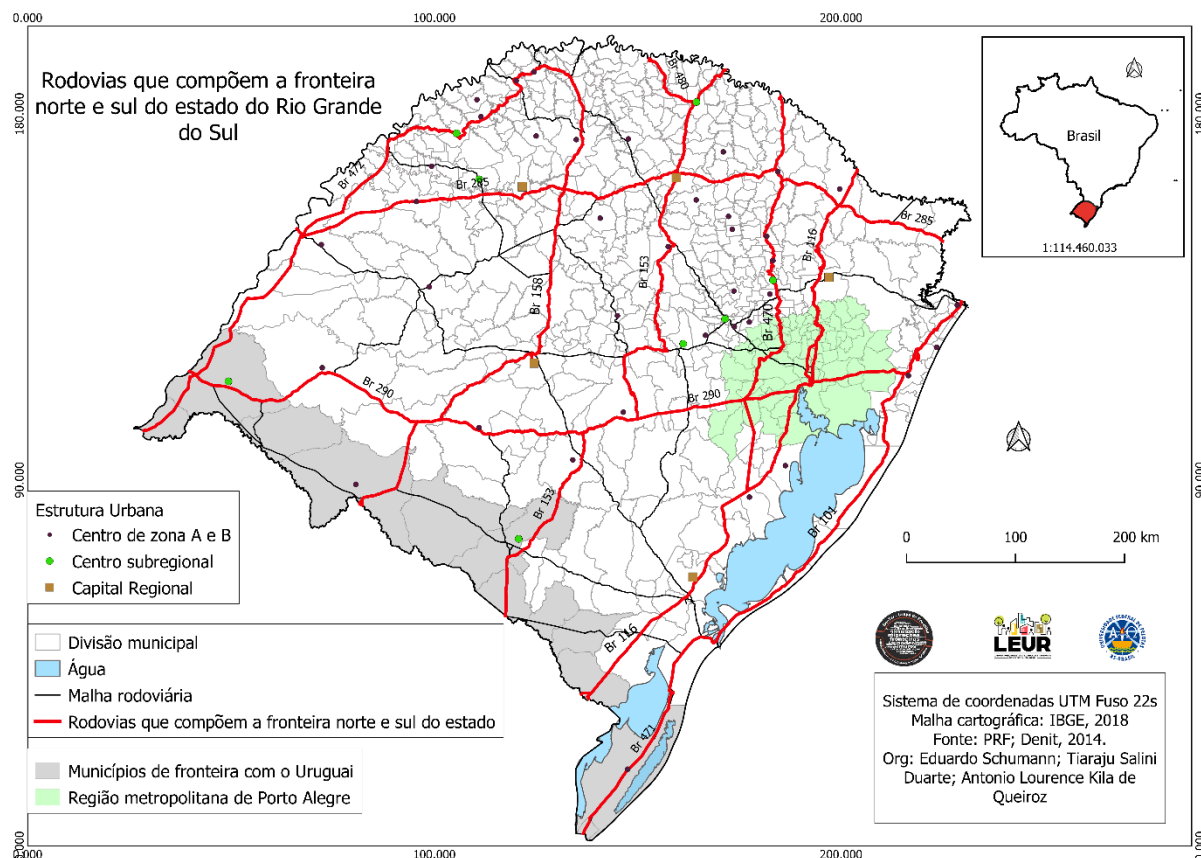 0.000
100.000
200.000
180.000
180.000
Rodovias que compõem a fronteira
norte e sul do estado do Rio Grande
do Sul
Brasil
1:114.460.033
Br 480
Br 472
Br 285
Br 285
Br 116
Br 153
Br 158
Br 470
Br 290
Br 290
Br 153
Br 101
Br 116
Br 471
90.000
90.000
Estrutura Urbana
Centro de zona A e B
Centro subregional
Capital Regional
0
100
200 km
Divisão municipal
Água
Malha rodoviária
Rodovias que compõem a fronteira norte e sul do estado
Municípios de fronteira com o Uruguai
Região metropolitana de Porto Alegre
LEUR
Sistema de coordenadas UTM Fuso 22s
Malha cartográfica: IBGE, 2018
Fonte: PRF; Denit, 2014.
Org: Eduardo Schumann; Tiaraju Salini
Duarte; Antonio Lourence Kila de
Queiroz
0.000
100.000
200.000